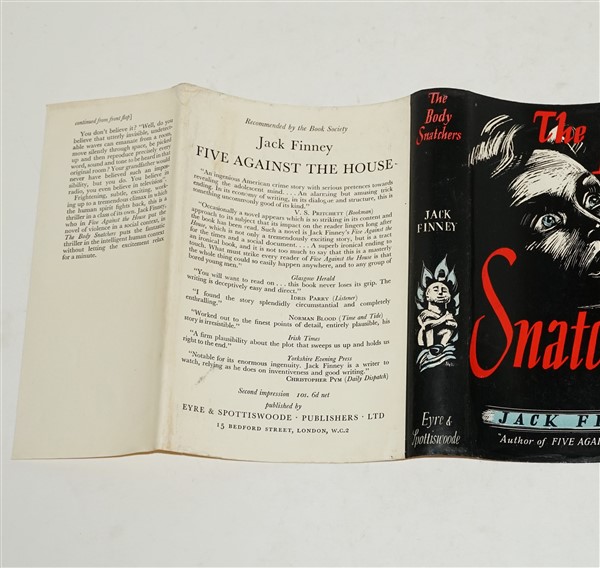 continued from front flap]
You don't believe it? "Well, do you
believe that utterly invisible, undetect-
able waves can emanate from a room,
move silently through space, be picked
up and then reproduce precisely every
word, sound and tone to be heard in that
original room? Your grandfather would
never have believed such an impos-
sibility, but you do. You believe in
radio, you even believe in television."
Frightening, subtle, exciting, work-
ing up to a tremendous climax in which
the human spirit fights back, this is a
thriller in a class of its own. Jack Finney,
who in Five Against the House put the
novel of violence in a social context, in
The Body Snatchers puts the fantastic
thriller in the intelligent human context
without letting the excitement relax
for a minute.
Recommended by the Book Society
Jack Finney
FIVE AGAINST THE HOUSE
"An ingenious American crime story with serious pretences towards
revealing the adolescent mind. . . . An alarming but amusing trick
ending. In its economy of writing, in its dialogue and structure, this is
something uncommonly good of its kind."
V. S. PRITCHETT (Bookman)
"Occasionally a novel appears which is so striking in its content and
approach to its subject that its impact on the reader lingers long after
the book has been read. Such a novel is Jack Finney's Five Against the
House, which is not only a tremendously exciting story, but is a tract
for the times and a social document. . . . A superb ironical ending to
an ironical book, and it is not too much to say that this is a masterly
touch. What must strike every reader of Five Against the House is that
the whole thing could so easily happen anywhere, and to any group of
bored young men."
Glasgow Herald
"You will want to read on . . . this book never loses its grip. The
writing is deceptively easy and direct."
IDRIS PARRY (Listener)
"I found the story splendidly circumstantial and completely
enthralling."
NORMAN BLOOD (Time and Tide)
"Worked out to the finest points of detail, entirely plausible, his
story is irresistible."
Irish Times
"A firm plausibility about the plot that sweeps us up and holds us
right to the end."
Yorkshire Evening Press
"Notable for its enormous ingenuity. Jack Finney is a writer to
watch, relying as he does on inventiveness and good writing."
CHRISTOPHER PYM (Daily Dispatch)
Second impression 10s. 6d net
published by
EYRE & SPOTTISWOODE · PUBLISHERS · LTD
15 BEDFORD STREET, LONDON, W.C.2
The
Body
Snatchers
JACK
FINNEY
Eyre &
Spottiswoode
The
Snatc
JACK FI
Author of FIVE AGAI